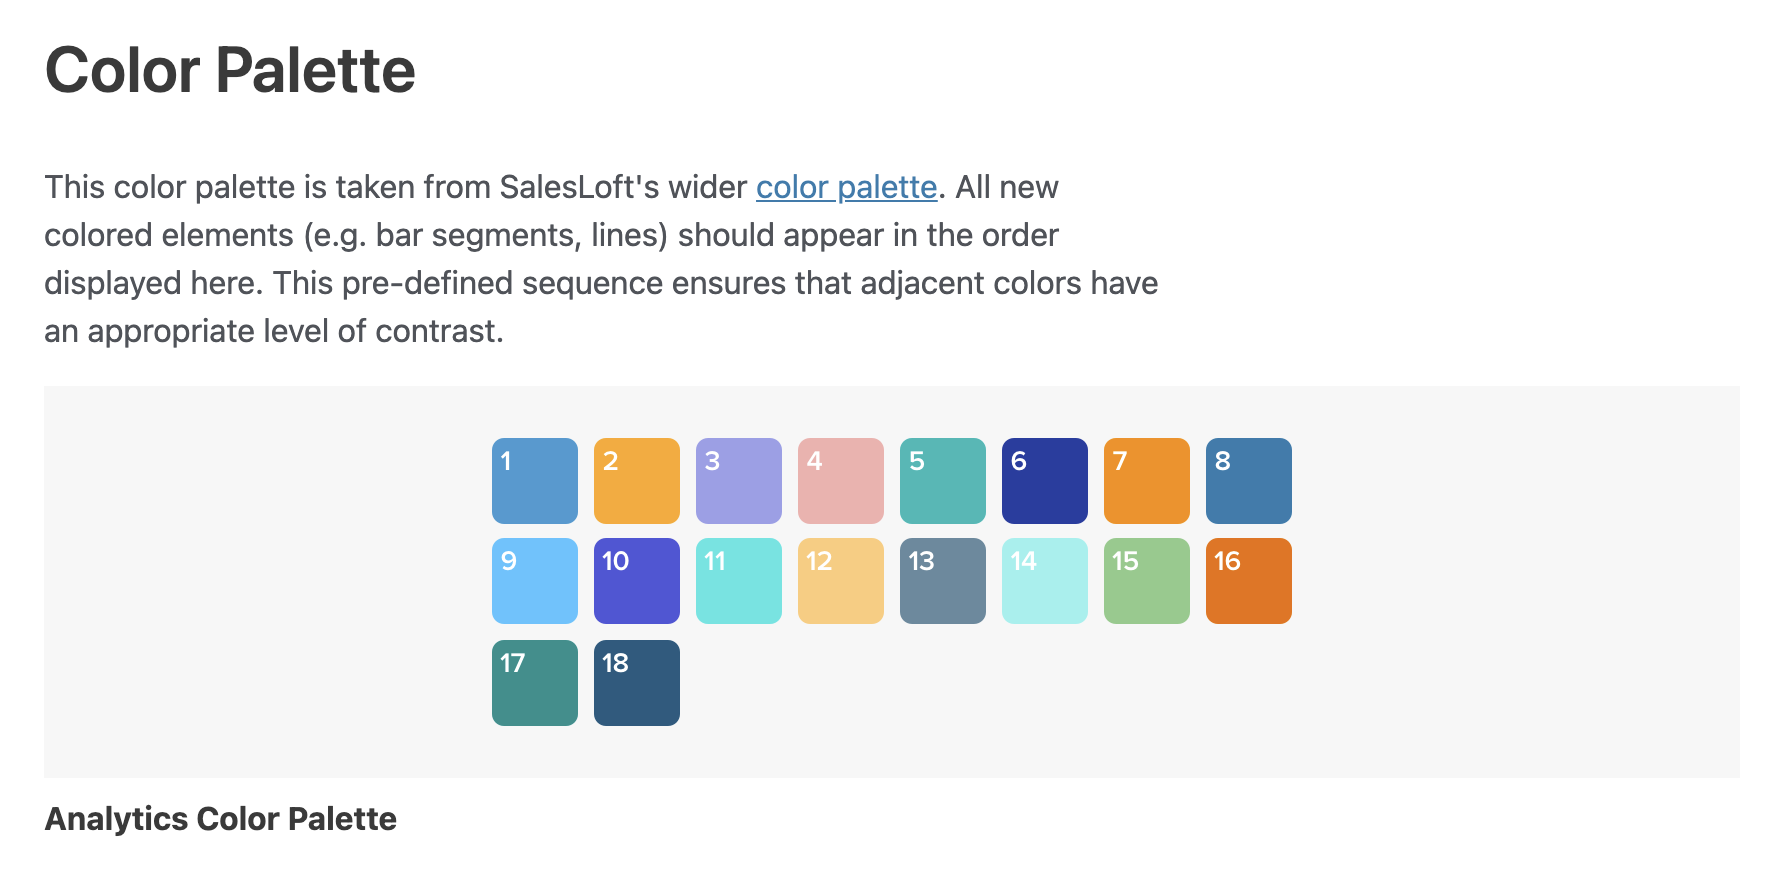 Color Palette
This color palette is taken from SalesLoft's wider color palette. All new
colored elements (e.g. bar segments, lines) should appear in the order
displayed here. This pre-defined sequence ensures that adjacent colors have
an appropriate level of contrast.
1 2 3 4 5 6 7 8
9 10 11 12 13 14 15 16
17 18
Analytics Color Palette